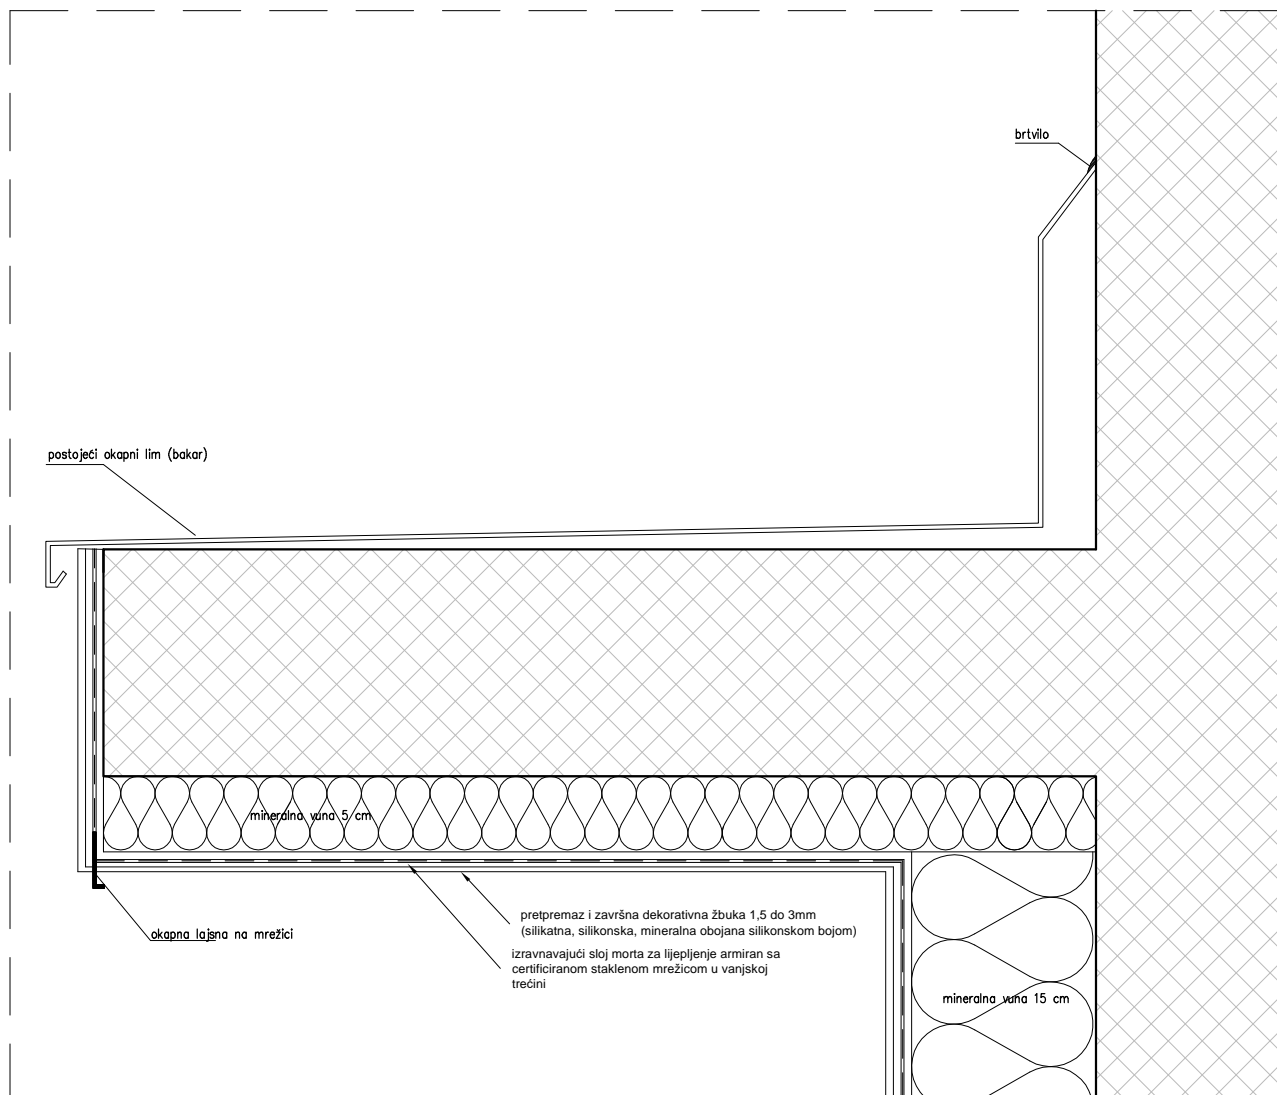 brtvilo
postojeći okapni lim (bakar)
mineralna vuna 5 cm
okapna lajsna na mrežici
pretpremaz i završna dekorativna žbuka 1,5 do 3mm
(silikatna, silikonska, mineralna obojana silikonskom bojom)
izravnavajući sloj morta za lijepljenje armiran sa
certificiranom staklenom mrežicom u vanjskoj
trećini
mineralna vuna 15 cm